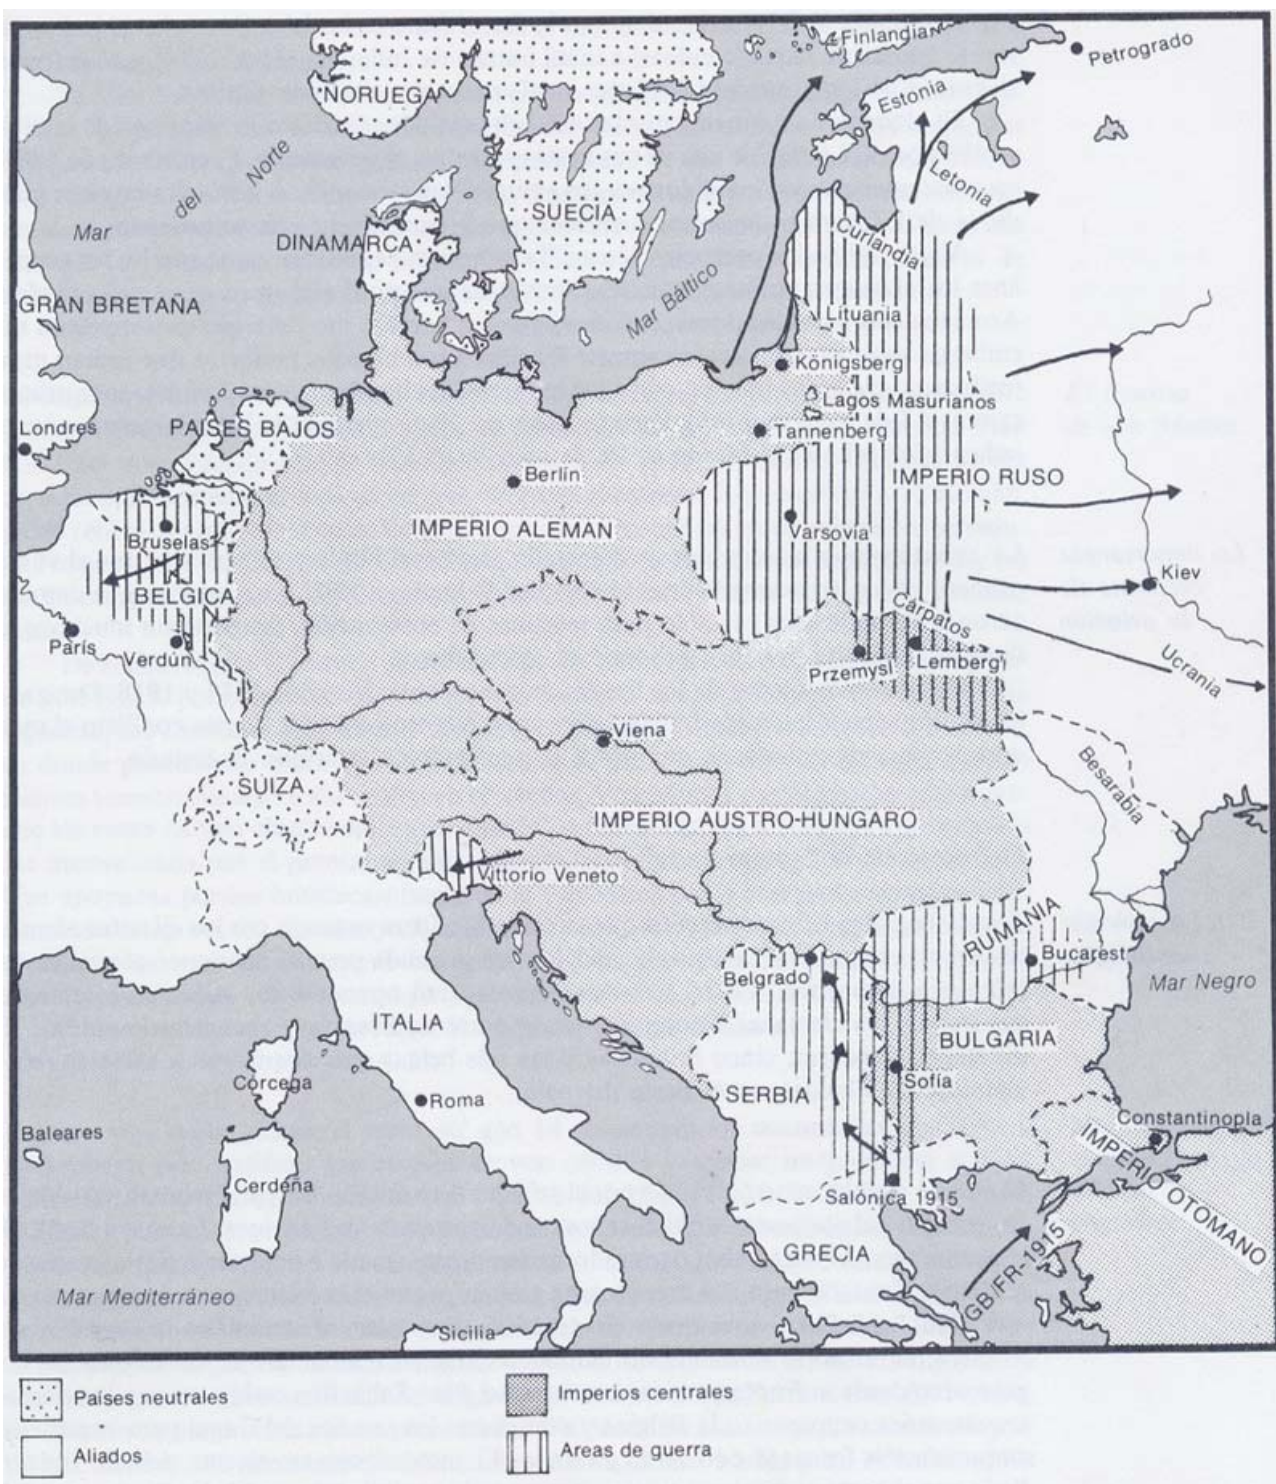 Finlandia
Petrogrado
NORUEGA
Estonia
del Norte
Letonia
Mar
SUECIA
DINAMARCA
Curlandia
Mar Báltico
GRAN BRETAÑA
Lituania
Königsberg
Lagos Masurianos
Londres
PAISES BAJOS
Tannenberg
Berlín
IMPERIO RUSO
IMPERIO ALEMAN
Varsovia
Bruselas
BELGICA
Kiev
Cárpatos
París
Verdún
Przemysl
Lemberg
Ucrania
Viena
Besarabia
SUIZA
IMPERIO AUSTRO-HUNGARO
Vittorio Veneto
RUMANIA
Bucarest
Belgrado
Mar Negro
ITALIA
BULGARIA
Córcega
Sofía
SERBIA
Roma
Constantinopla
Baleares
IMPERIO OTOMANO
Cerdeña
Salónica 1915
GRECIA
GB/FR-1915
Mar Mediterráneo
Sicilia
Países neutrales
Imperios centrales
Aliados
Areas de guerra